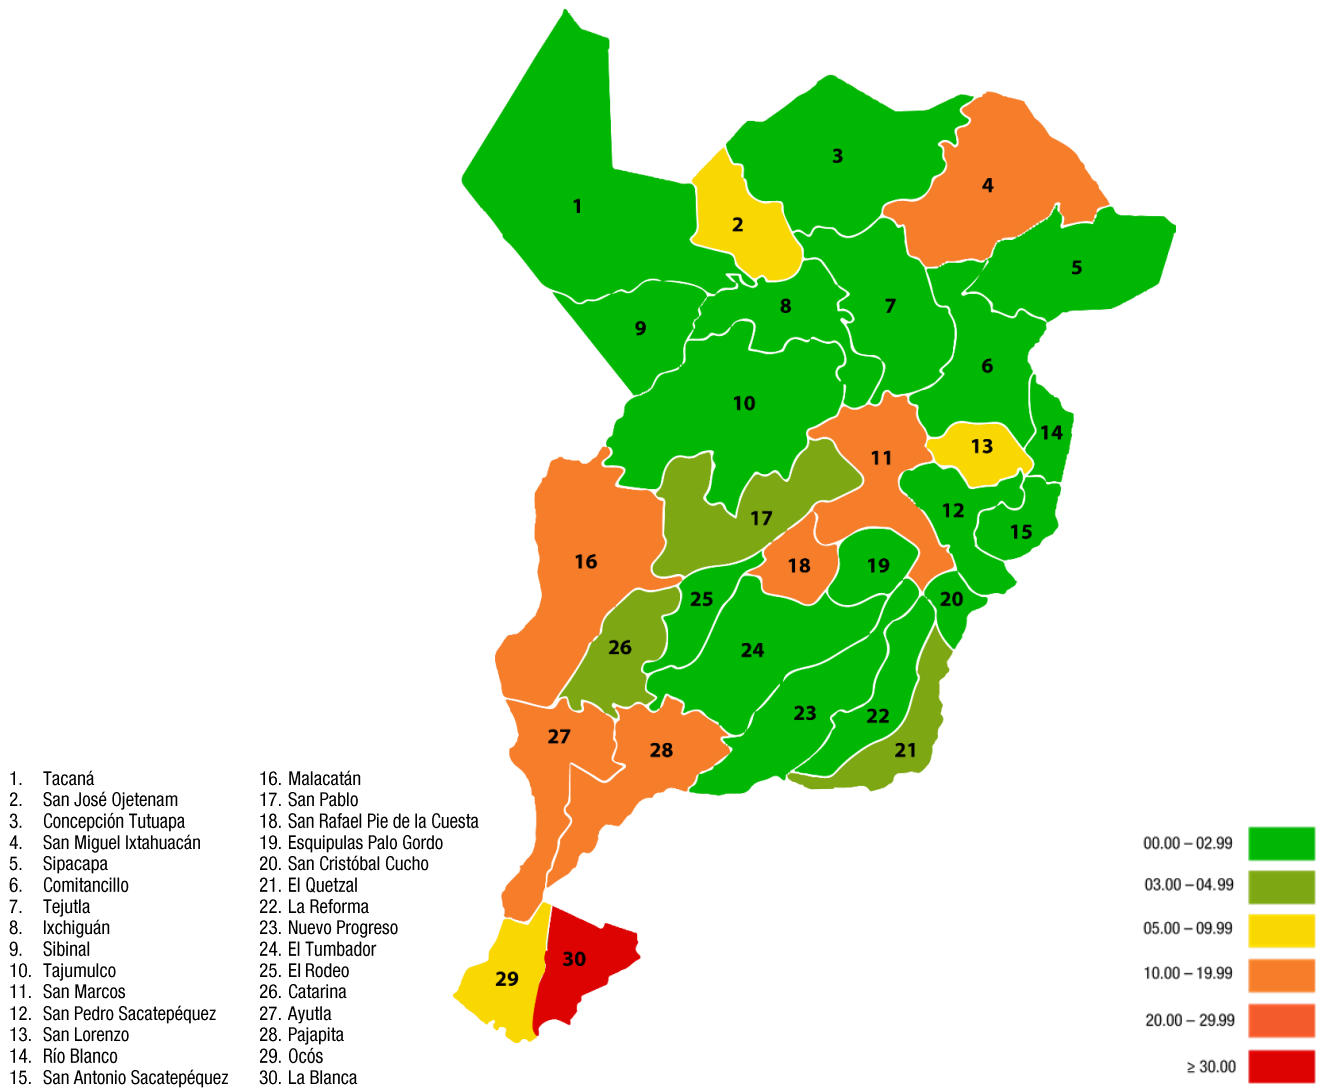 1
2
3
4
5
6
7
8
9
10
11
12
13
14
15
16
17
18
19
20
21
22
23
24
25
26
27
28
29
30
1. Tacaná
2. San José Ojetenam
3. Concepción Tutuapa
4. San Miguel Ixtahuacán
5. Sipacapa
6. Comitancillo
7. Tejutla
8. Ixchiguán
9. Sibinal
10. Tajumulco
11. San Marcos
12. San Pedro Sacatepéquez
13. San Lorenzo
14. Río Blanco
15. San Antonio Sacatepéquez
16. Malacatán
17. San Pablo
18. San Rafael Pie de la Cuesta
19. Esquipulas Palo Gordo
20. San Cristóbal Cucho
21. El Quetzal
22. La Reforma
23. Nuevo Progreso
24. El Tumbador
25. El Rodeo
26. Catarina
27. Ayutla
28. Pajapita
29. Ocós
30. La Blanca
00.00 – 02.99
03.00 – 04.99
05.00 – 09.99
10.00 – 19.99
20.00 – 29.99
≥ 30.00